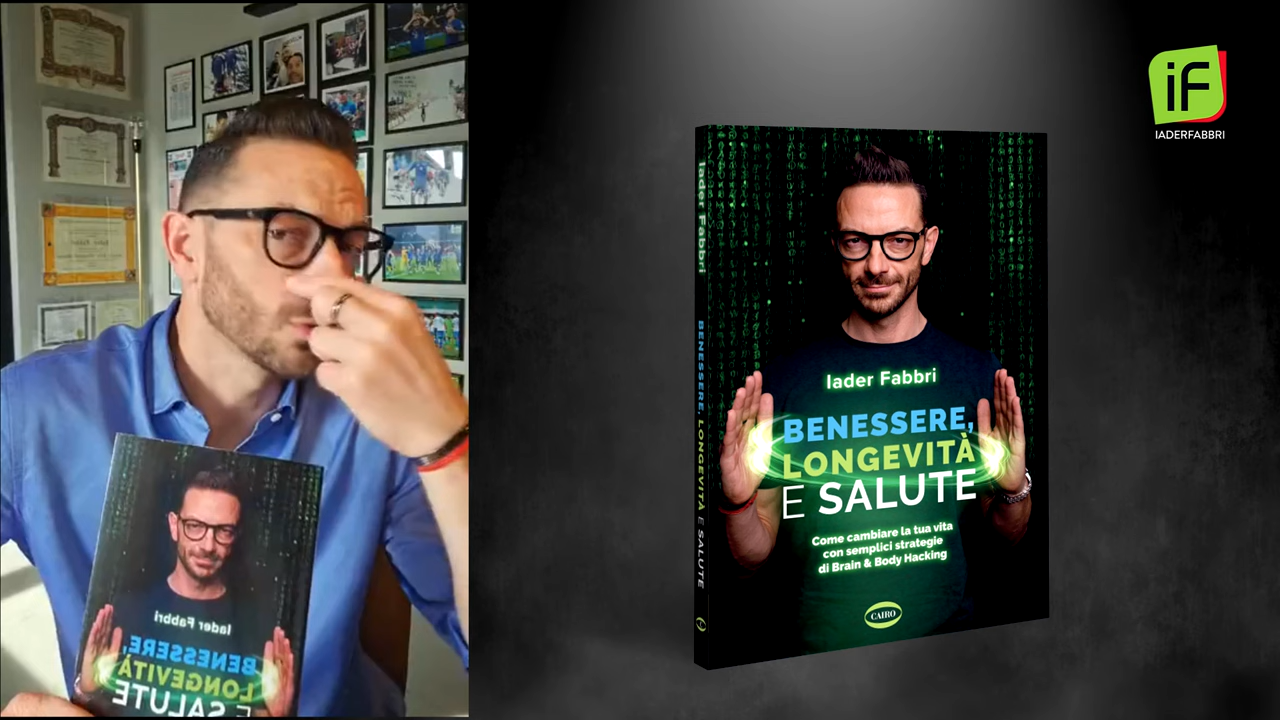 iF
IADERFABBRI
Iader Fabbri
BENESSERE, LONGEVITÀ E SALUTE
Iader Fabbri
BENESSERE,
LONGEVITÀ
E SALUTE
Come cambiare la tua vita
con semplici strategie
di Brain & Body Hacking
CAIRO
Iader Fabbri
BENESSERE,
LONGEVITÀ
E SALUTE